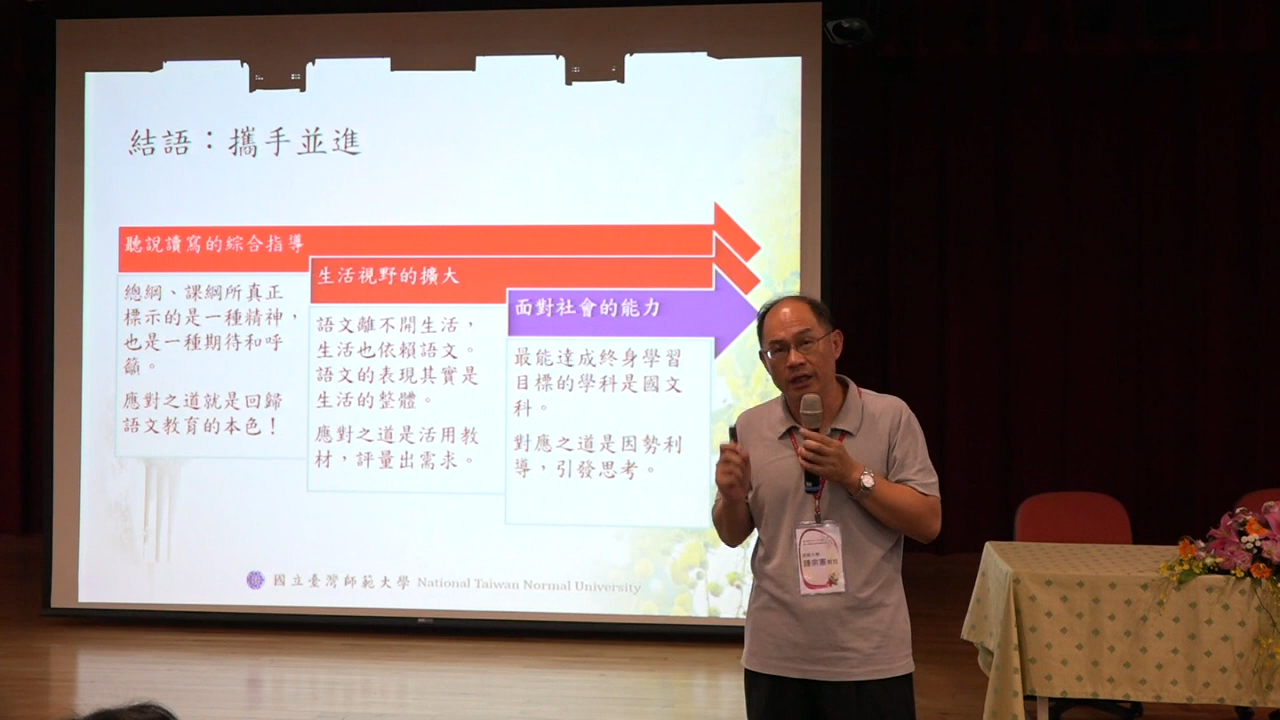 結語：攜手並進
聽說讀寫的綜合指導
總綱、課綱所真正
標示的是一種精神，
也是一種期待和呼
籲。
應對之道就是回歸
語文教育的本色！
生活視野的擴大
語文離不開生活，
生活也依賴語文。
語文的表現其實是
生活的整體。
應對之道是活用教
材，評量出需求。
面對社會的能力
最能達成終身學習
目標的學科是國文
科。
對應之道是因勢利
導，引發思考。
國立臺灣師範大學 National Taiwan Normal University
鍾宗憲